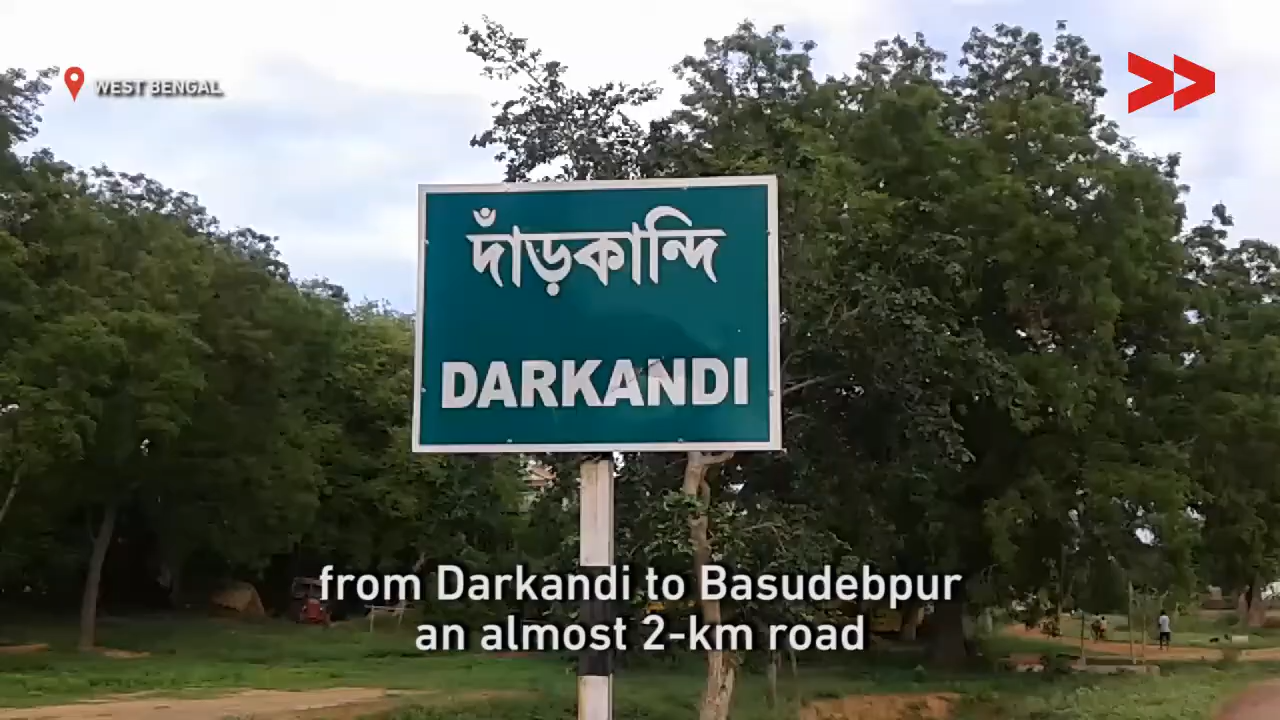 WEST BENGAL
দাঁড়কান্দি
DARKANDI
from Darkandi to Basudebpur
an almost 2-km road